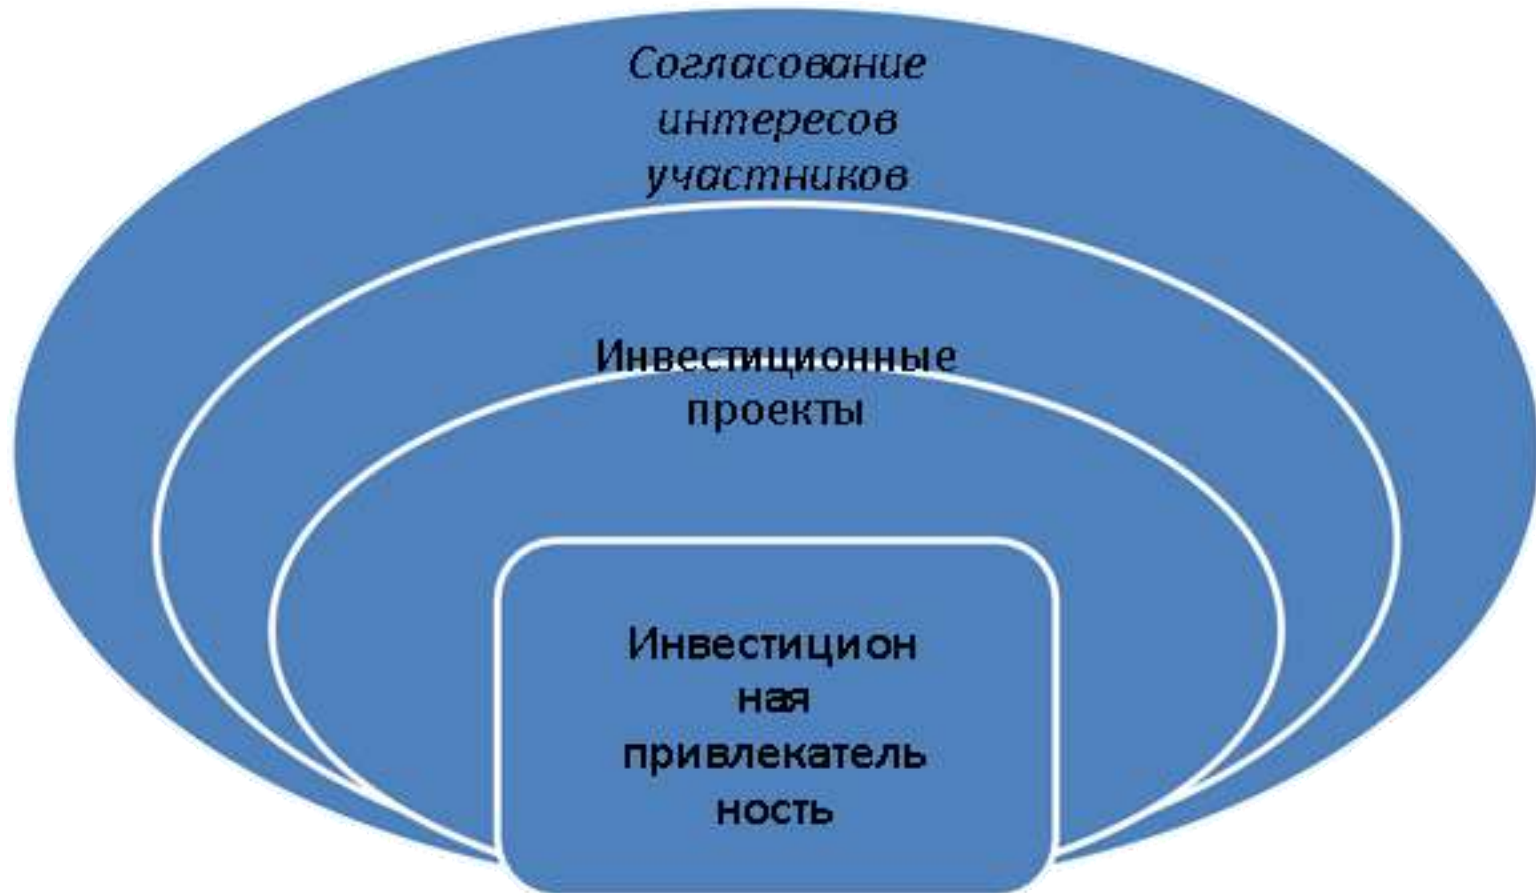 Согласование
интересов
участников
Инвестиционные
проекты
Инвестицион
ная
привлекатель
ность